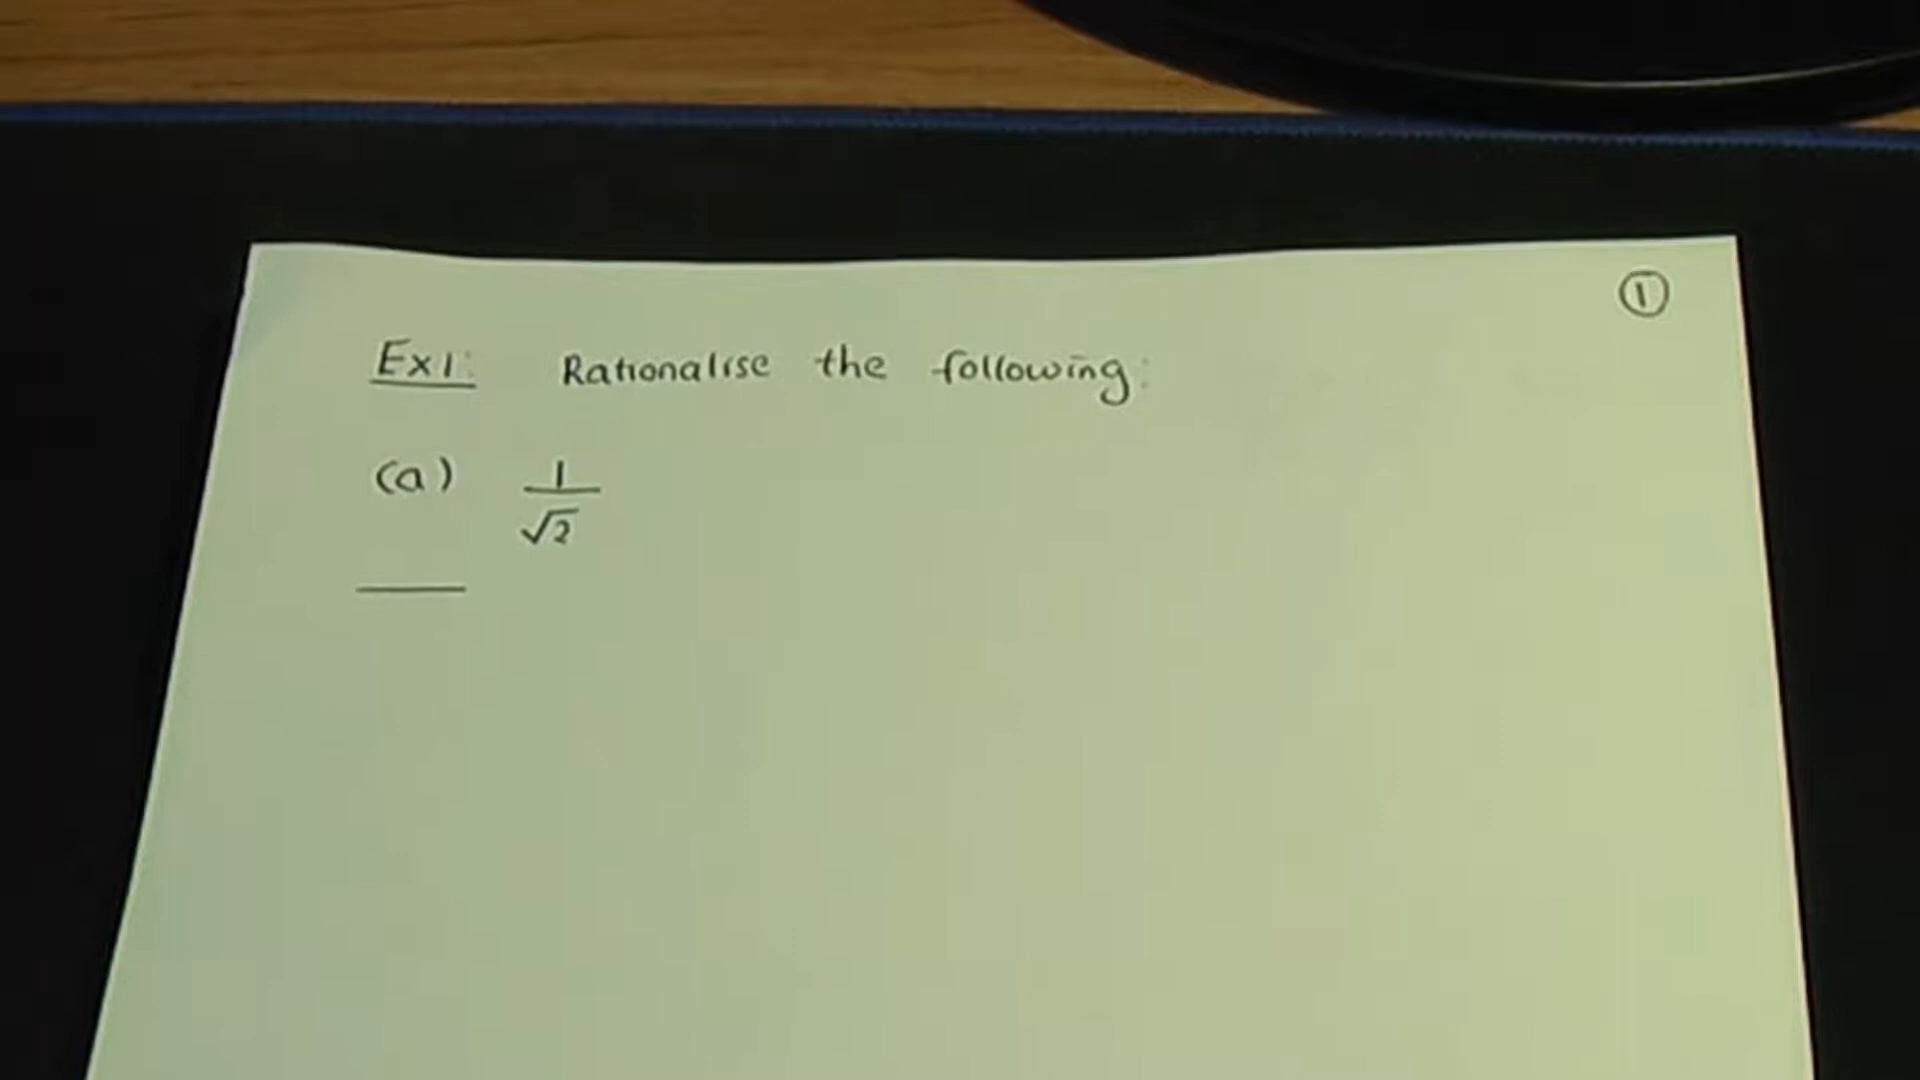 ①
Ex1: Rationalise the following:
(a) 1/√2